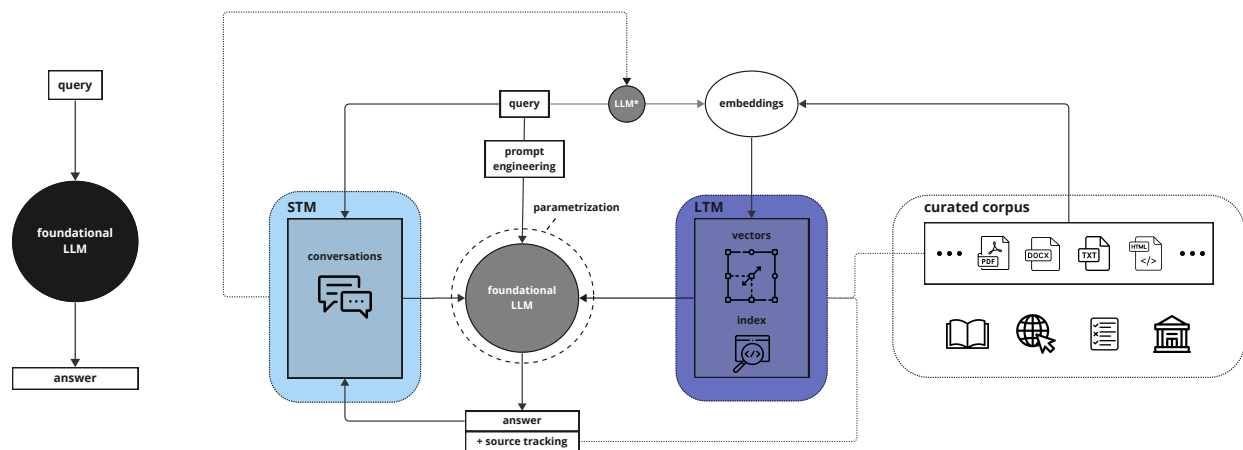 query
foundational
LLM
answer
query
LLM*
embeddings
prompt
engineering
STM
conversations
parametrization
foundational
LLM
LTM
vectors
index
</>
curated corpus
PDF
DOCX
TXT
HTML
</>
answer
+ source tracking